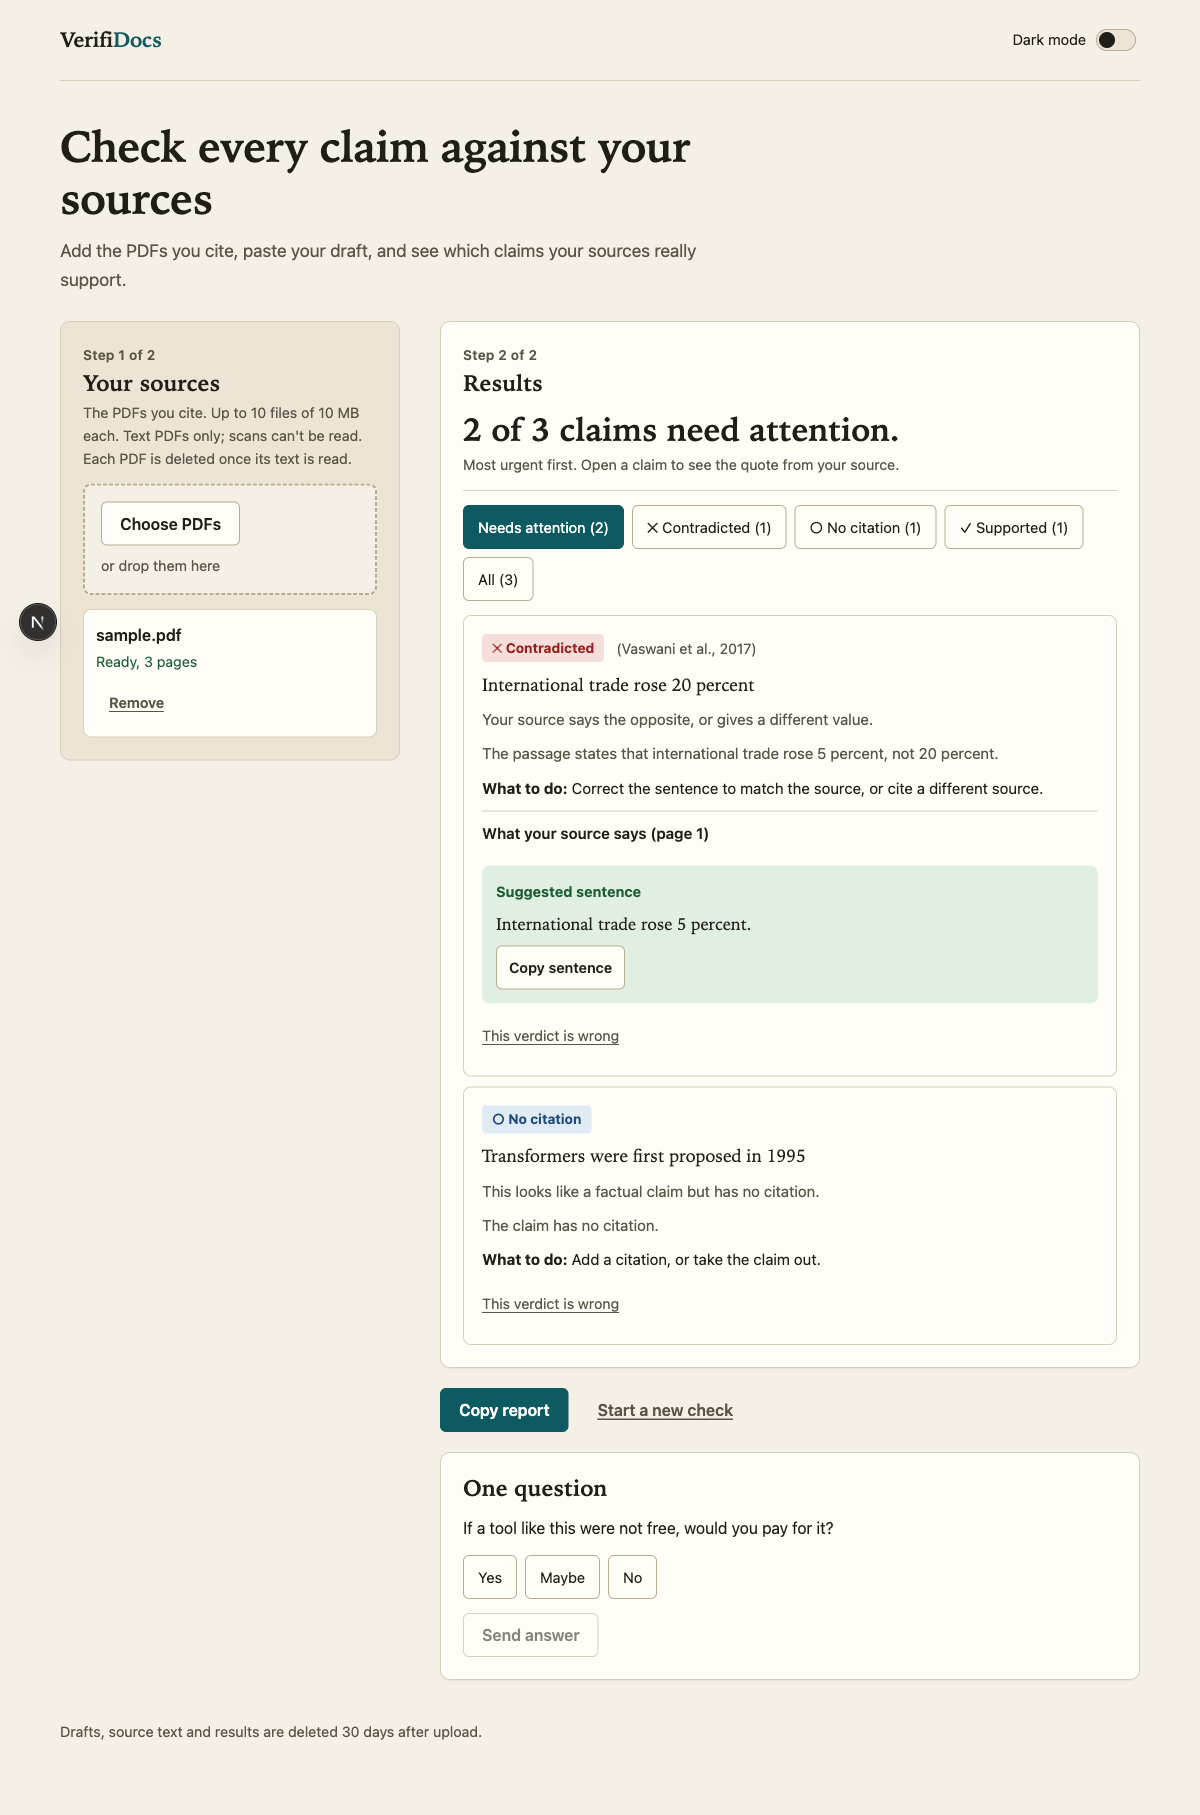 VerifiDocs
Dark mode
Check every claim against your
sources
Add the PDFs you cite, paste your draft, and see which claims your sources really
support.
Step 1 of 2
Your sources
The PDFs you cite. Up to 10 files of 10 MB
each. Text PDFs only; scans can't be read.
Each PDF is deleted once its text is read.
Choose PDFs
or drop them here
sample.pdf
Ready, 3 pages
Remove
N
Step 2 of 2
Results
2 of 3 claims need attention.
Most urgent first. Open a claim to see the quote from your source.
Needs attention (2)
Contradicted (1)
No citation (1)
Supported (1)
All (3)
Contradicted (Vaswani et al., 2017)
International trade rose 20 percent
Your source says the opposite, or gives a different value.
The passage states that international trade rose 5 percent, not 20 percent.
What to do: Correct the sentence to match the source, or cite a different source.
What your source says (page 1)
Suggested sentence
International trade rose 5 percent.
Copy sentence
This verdict is wrong
No citation
Transformers were first proposed in 1995
This looks like a factual claim but has no citation.
The claim has no citation.
What to do: Add a citation, or take the claim out.
This verdict is wrong
Copy report
Start a new check
One question
If a tool like this were not free, would you pay for it?
Yes
Maybe
No
Send answer
Drafts, source text and results are deleted 30 days after upload.